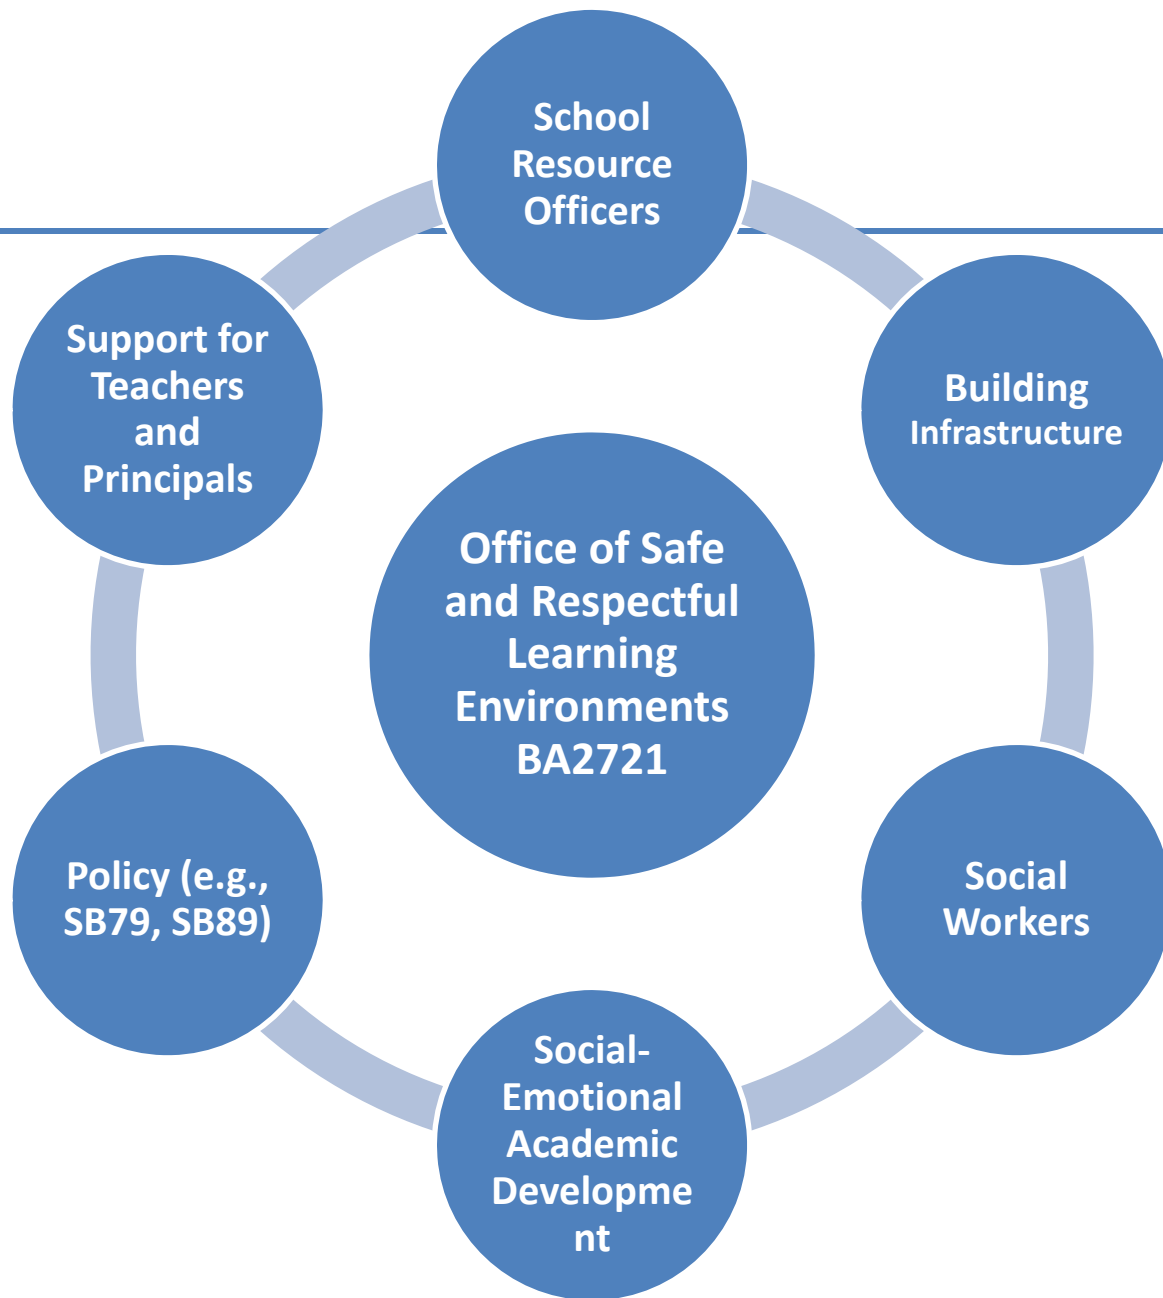 School
Resource
Officers
Support for
Teachers
and
Principals
Building
Infrastructure
Office of Safe
and Respectful
Learning
Environments
BA2721
Policy (e.g.,
SB79, SB89)
Social
Workers
Social-
Emotional
Academic
Developme
nt